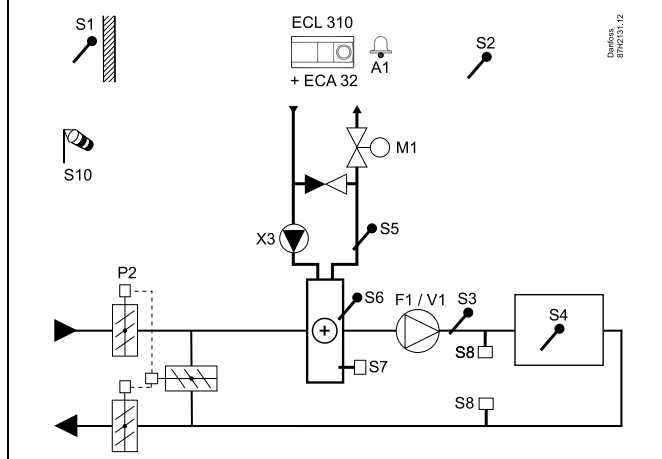 S1
ECL 310
+ ECA 32
A1
S2
Danfoss
87H2131.12
S10
M1
X3
S5
P2
S6
F1 / V1
S3
S4
S7
S8
S8